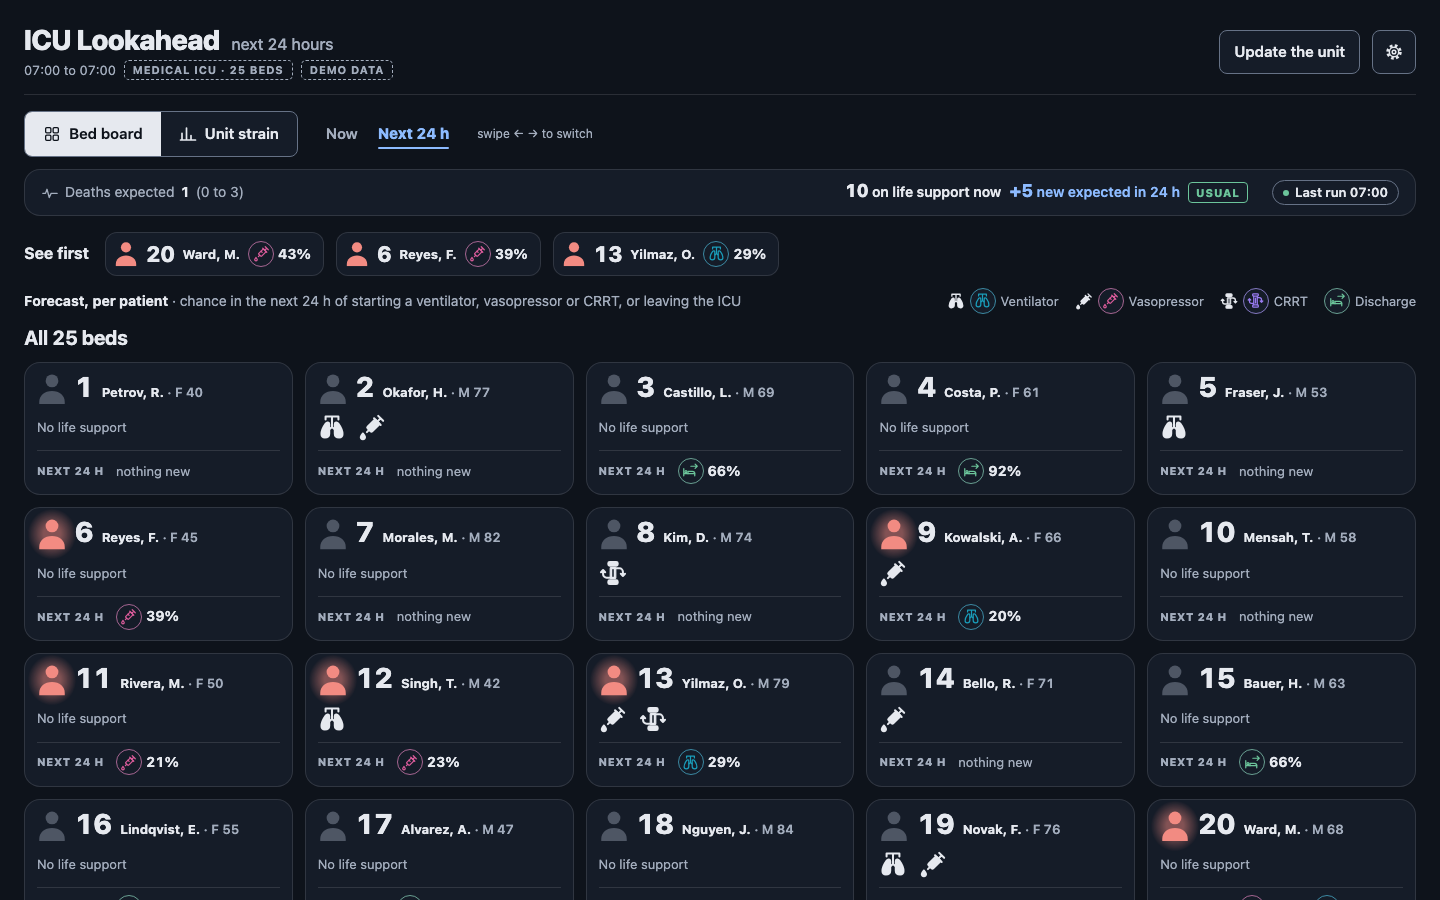 ICU Lookahead next 24 hours
07:00 to 07:00 MEDICAL ICU · 25 BEDS DEMO DATA
Update the unit
Bed board Unit strain Now Next 24 h swipe ← → to switch
Deaths expected 1 (0 to 3)
10 on life support now +5 new expected in 24 h USUAL Last run 07:00
See first 20 Ward, M. 43% 6 Reyes, F. 39% 13 Yilmaz, O. 29%
Forecast, per patient · chance in the next 24 h of starting a ventilator, vasopressor or CRRT, or leaving the ICU
Ventilator Vasopressor CRRT Discharge
All 25 beds
1 Petrov, R. · F 40
No life support
NEXT 24 H nothing new
2 Okafor, H. · M 77
NEXT 24 H nothing new
3 Castillo, L. · M 69
No life support
NEXT 24 H 66%
4 Costa, P. · F 61
No life support
NEXT 24 H 92%
5 Fraser, J. · M 53
NEXT 24 H nothing new
6 Reyes, F. · F 45
No life support
NEXT 24 H 39%
7 Morales, M. · M 82
No life support
NEXT 24 H nothing new
8 Kim, D. · M 74
NEXT 24 H nothing new
9 Kowalski, A. · F 66
NEXT 24 H 20%
10 Mensah, T. · M 58
No life support
NEXT 24 H nothing new
11 Rivera, M. · F 50
No life support
NEXT 24 H 21%
12 Singh, T. · M 42
NEXT 24 H 23%
13 Yilmaz, O. · M 79
NEXT 24 H 29%
14 Bello, R. · F 71
NEXT 24 H nothing new
15 Bauer, H. · M 63
No life support
NEXT 24 H 66%
16 Lindqvist, E. · F 55
No life support
17 Alvarez, A. · M 47
No life support
18 Nguyen, J. · M 84
No life support
19 Novak, F. · F 76
20 Ward, M. · M 68
No life support